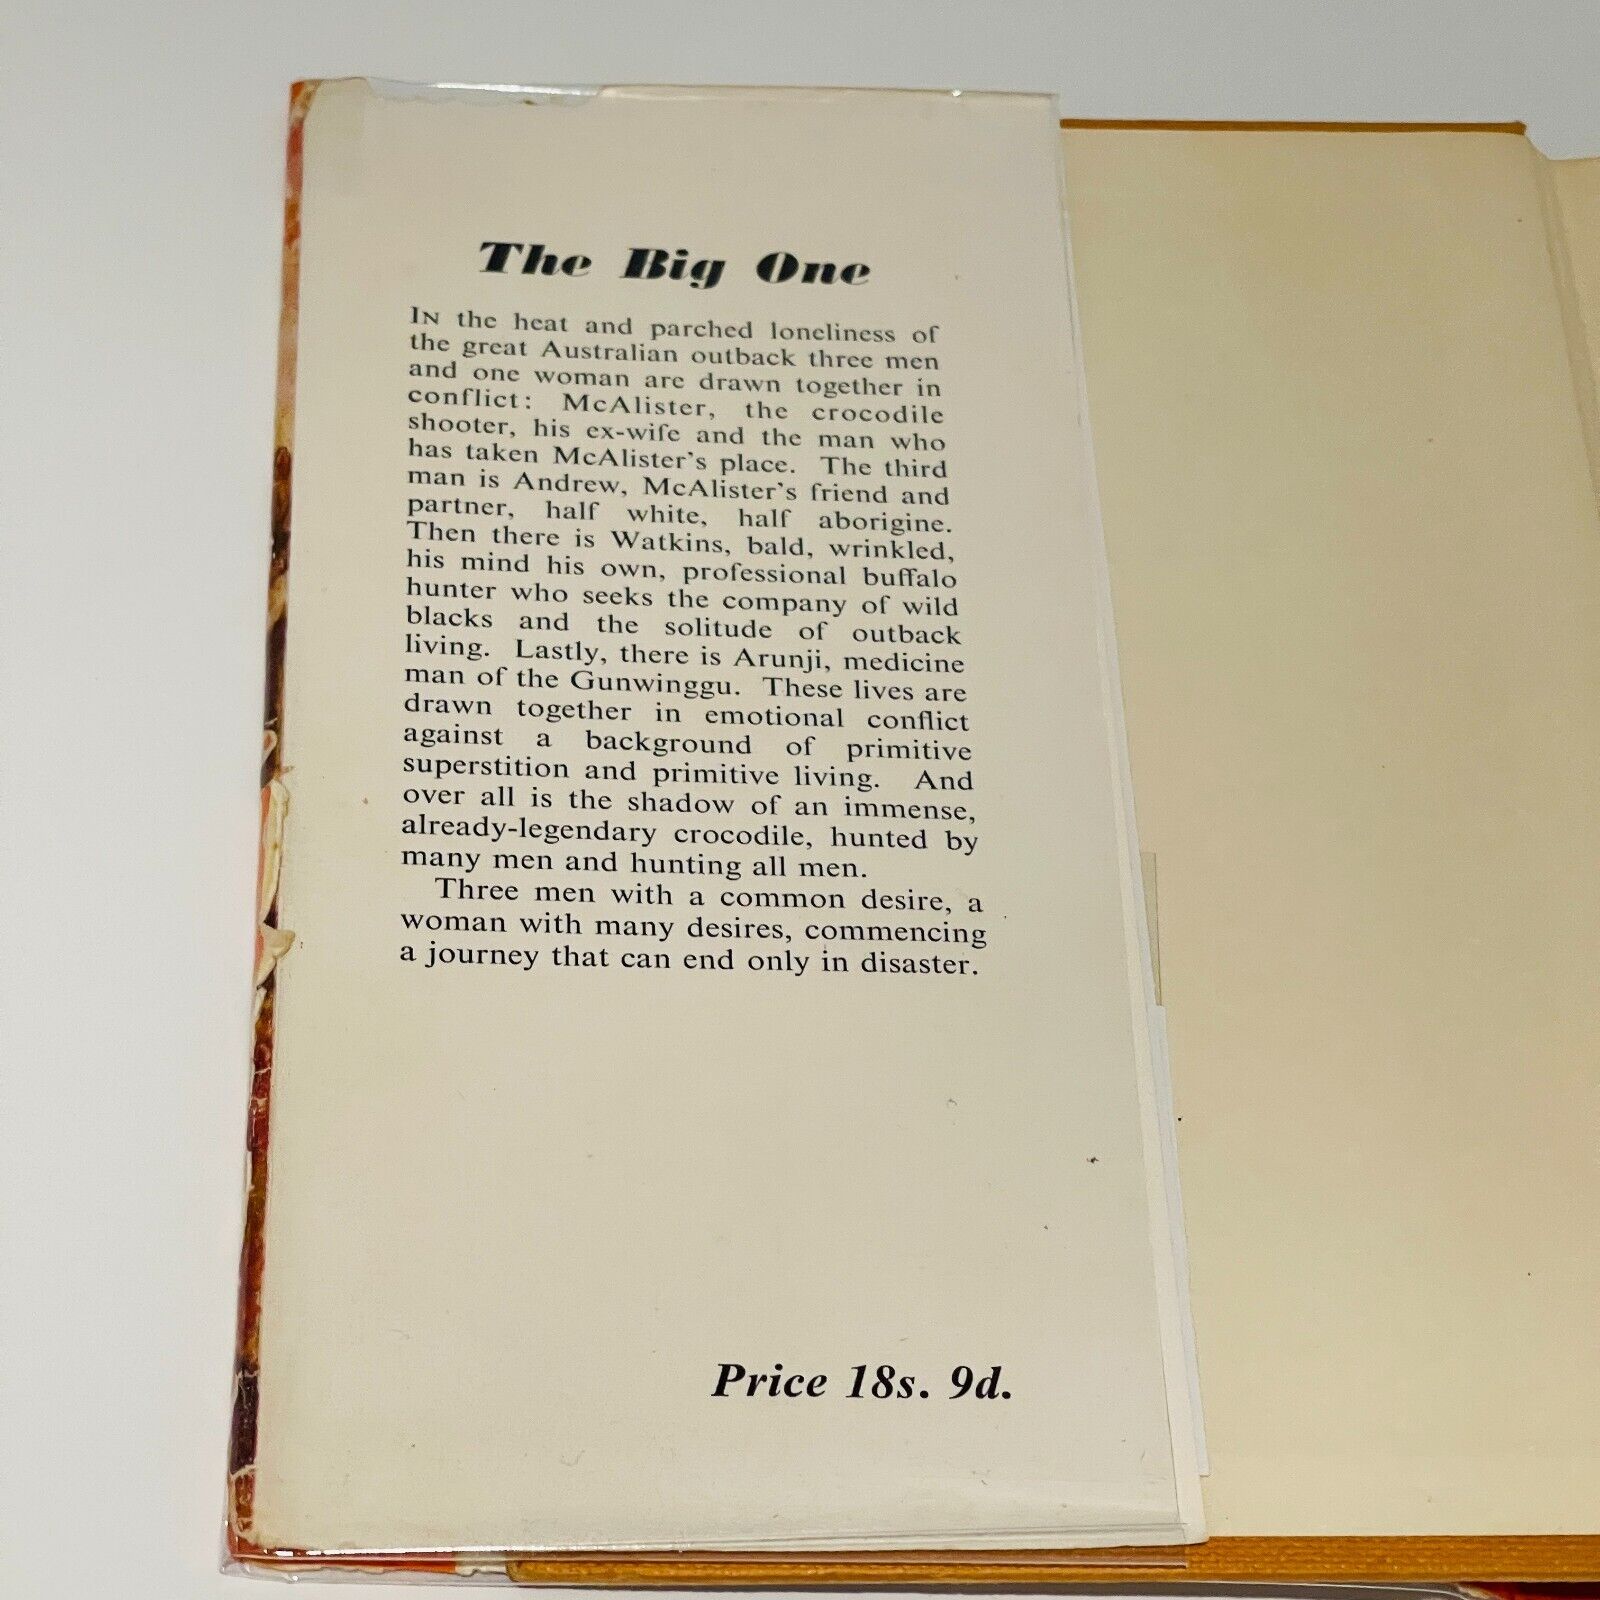 The Big One
IN the heat and parched loneliness of
the great Australian outback three men
and one woman are drawn together in
conflict: McAlister, the crocodile
shooter, his ex-wife and the man who
has taken McAlister's place. The third
man is Andrew, McAlister's friend and
partner, half white, half aborigine.
Then there is Watkins, bald, wrinkled,
his mind his own, professional buffalo
hunter who seeks the company of wild
blacks and the solitude of outback
living. Lastly, there is Arunji, medicine
man of the Gunwinggu. These lives are
drawn together in emotional conflict
against a background of primitive
superstition and primitive living. And
over all is the shadow of an immense,
already-legendary crocodile, hunted by
many men and hunting all men.
Three men with a common desire, a
woman with many desires, commencing
a journey that can end only in disaster.
Price 18s. 9d.